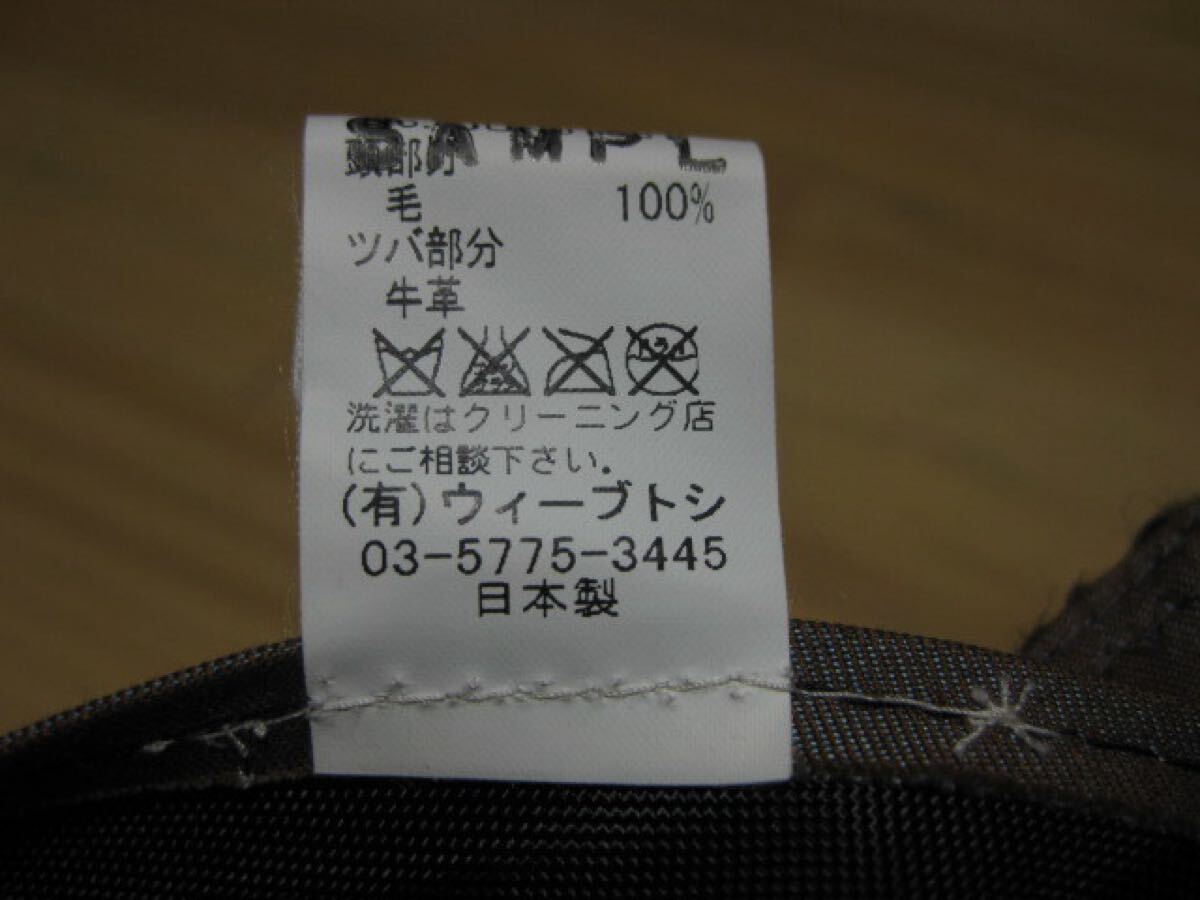 SAMPL
頭部
毛 100%
ツバ部分
牛革
洗濯はクリーニング店
にご相談下さい.
(有)ウィーブトシ
03-5775-3445
日本製